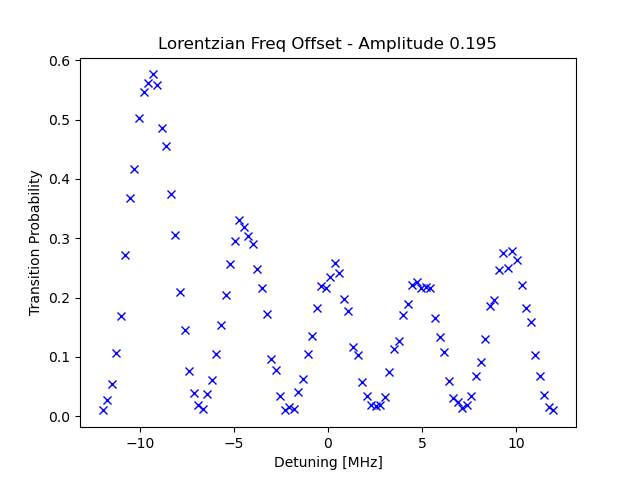 Lorentzian Freq Offset - Amplitude 0.195
Transition Probability
0.6
0.5
0.4
0.3
0.2
0.1
0.0
−10 −5 0 5 10
Detuning [MHz]